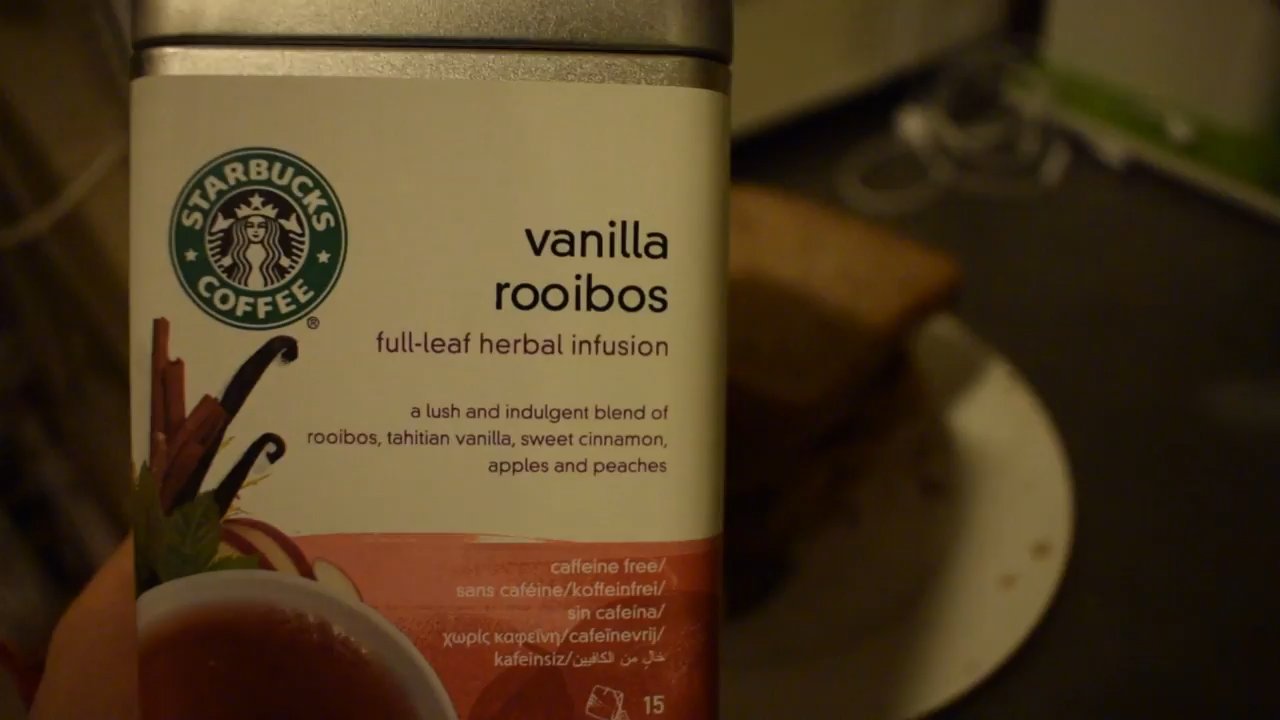 STARBUCKS
COFFEE
®
vanilla
rooibos
full-leaf herbal infusion
a lush and indulgent blend of
rooibos, tahitian vanilla, sweet cinnamon,
apples and peaches
caffeine free/
sans caféine/koffeinfrei/
sin cafeína/
χωρίς καφεΐνη/cafeïnevrij/
kafeinsiz/خالٍ من الكافيين
15